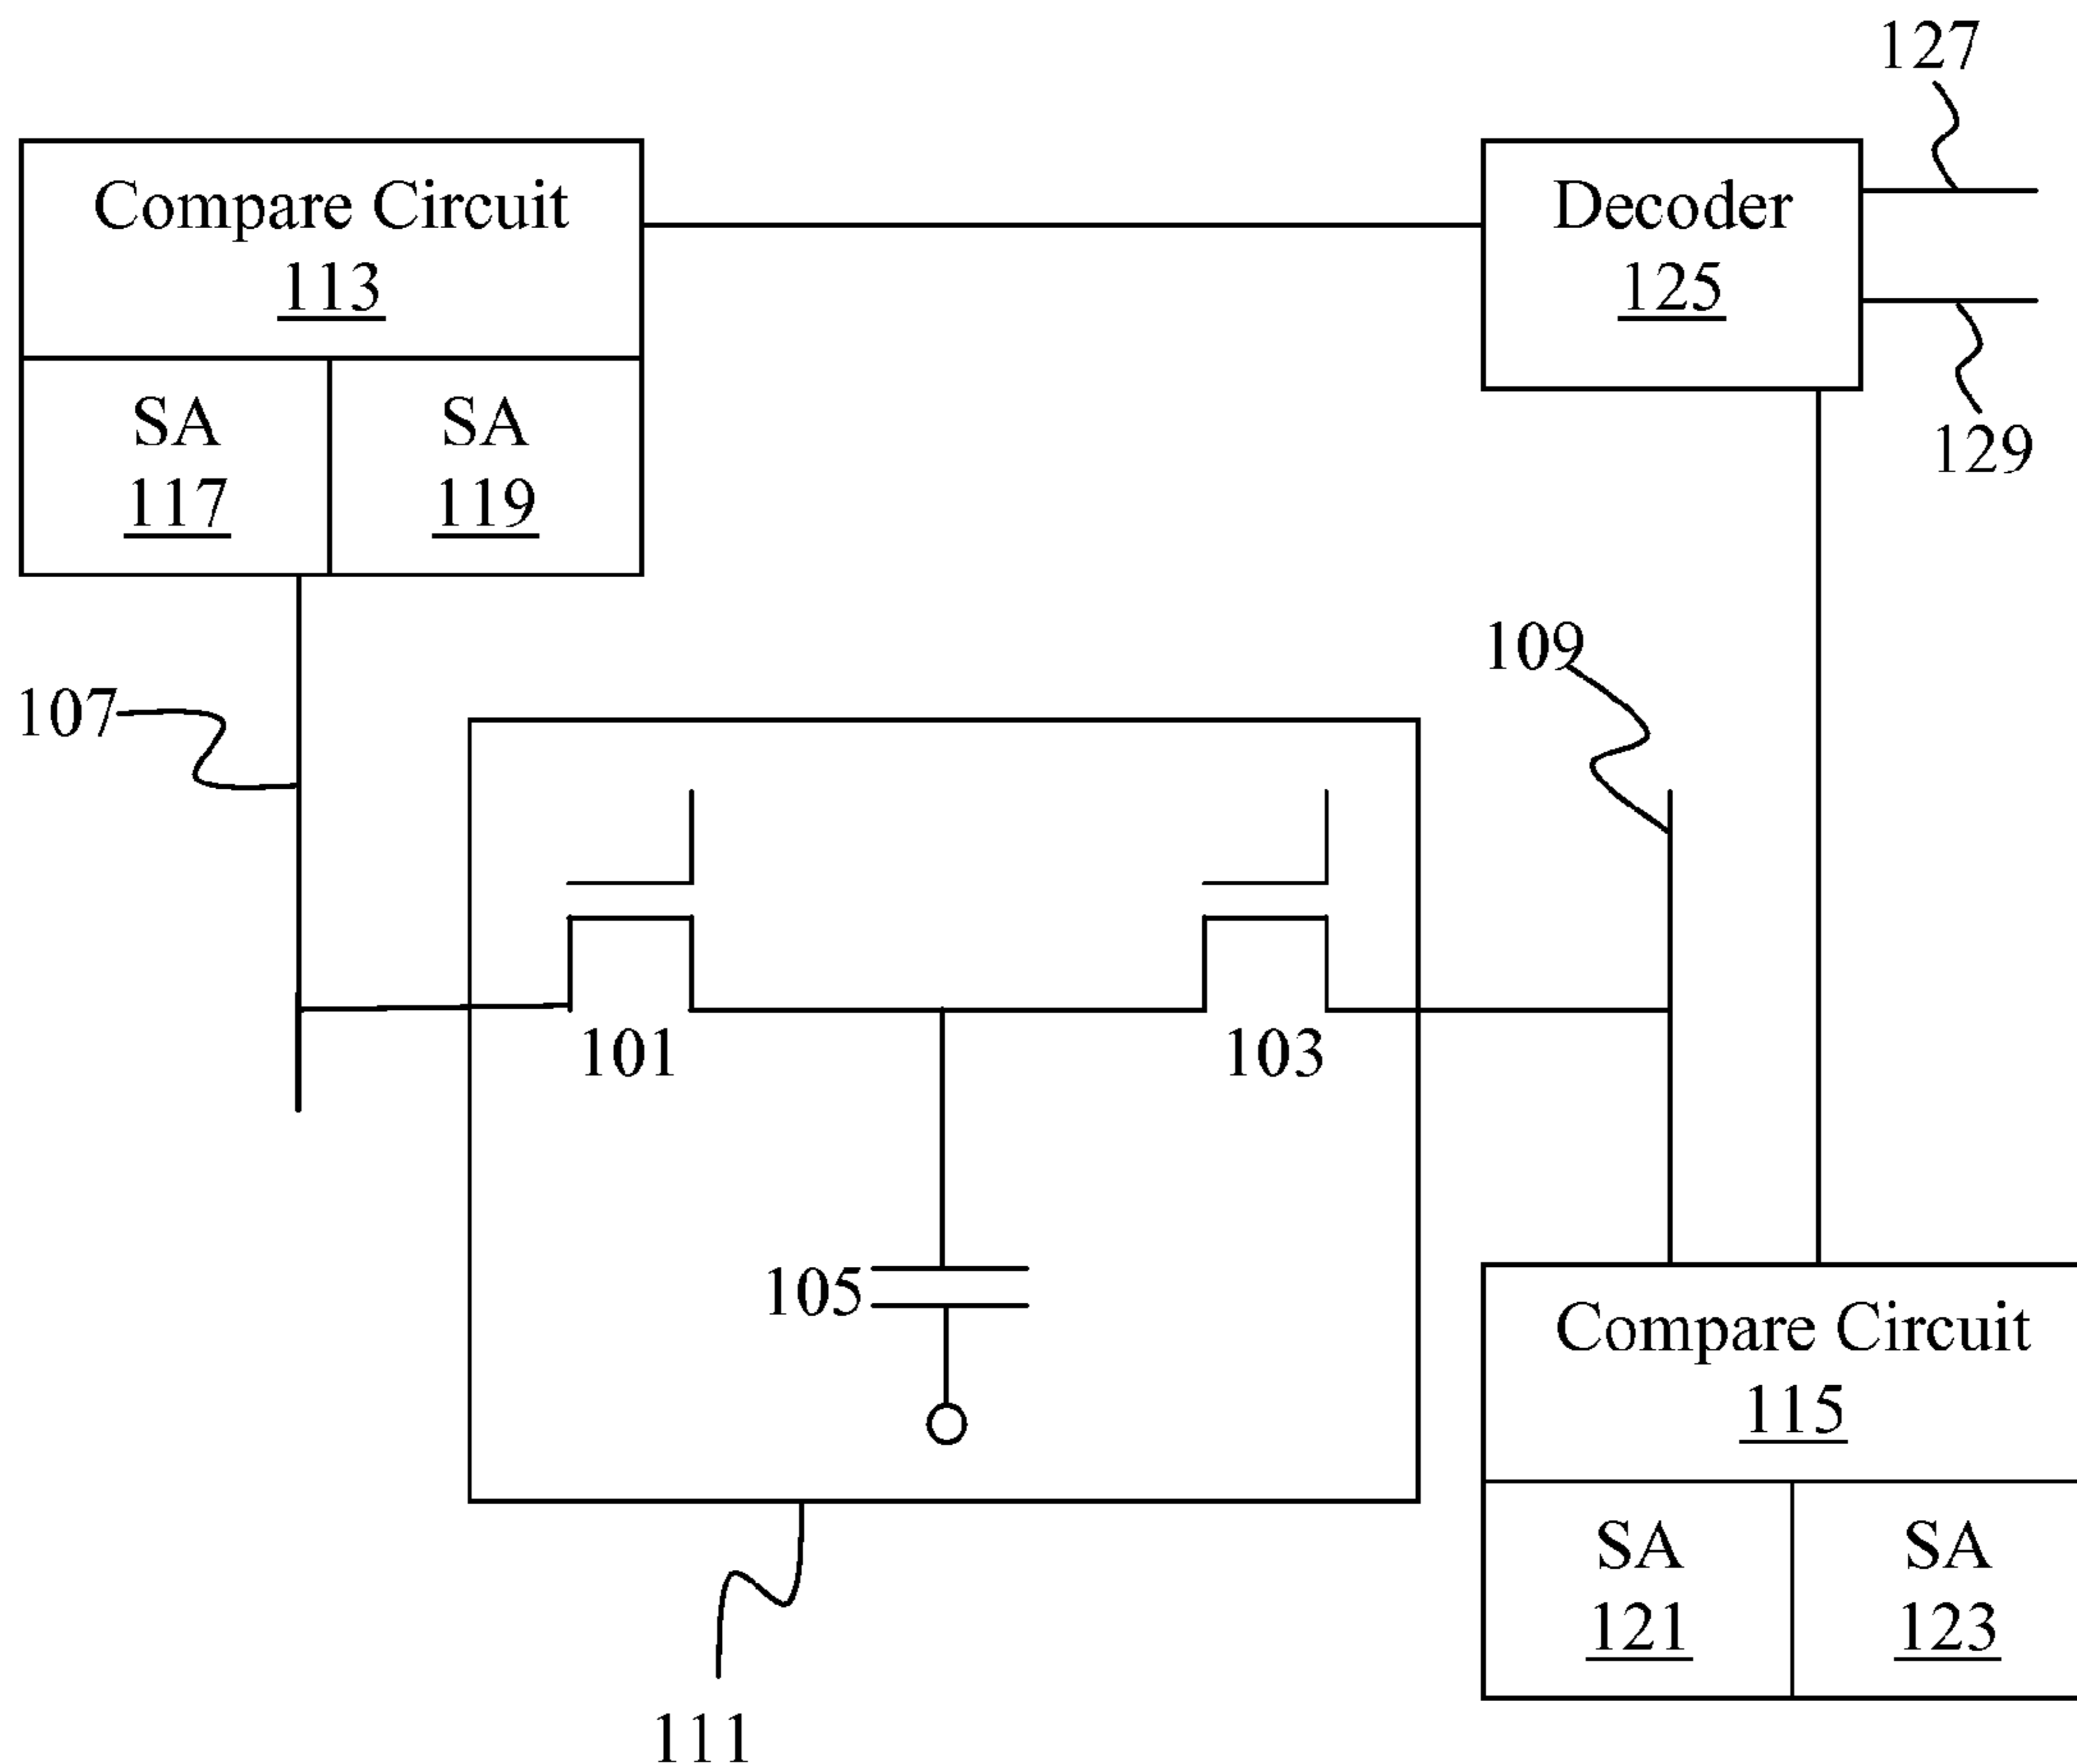 127
Compare Circuit
113
Decoder
125
SA
117
SA
119
129
109
107
101
103
105
Compare Circuit
115
SA
121
SA
123
111